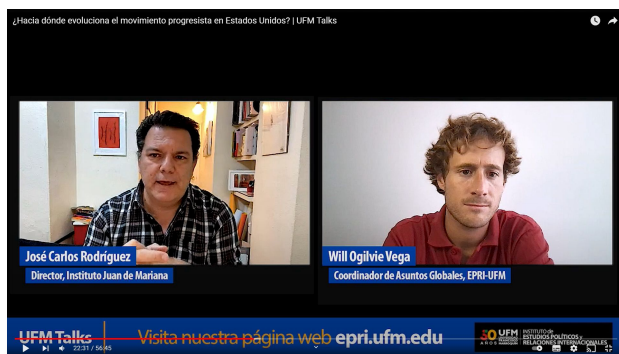 ¿Hacia dónde evoluciona el movimiento progresista en Estados Unidos? | UFM Talks
José Carlos Rodríguez
Director, Instituto Juan de Mariana
Will Ogilvie Vega
Coordinador de Asuntos Globales, EPRI-UFM
UFM Talks
Visita nuestra página web epri.ufm.edu
50
AÑOS
UFM
INSTITUTO de
ESTUDIOS POLÍTICOS y
RELACIONES INTERNACIONALES
22:31 / 56:45